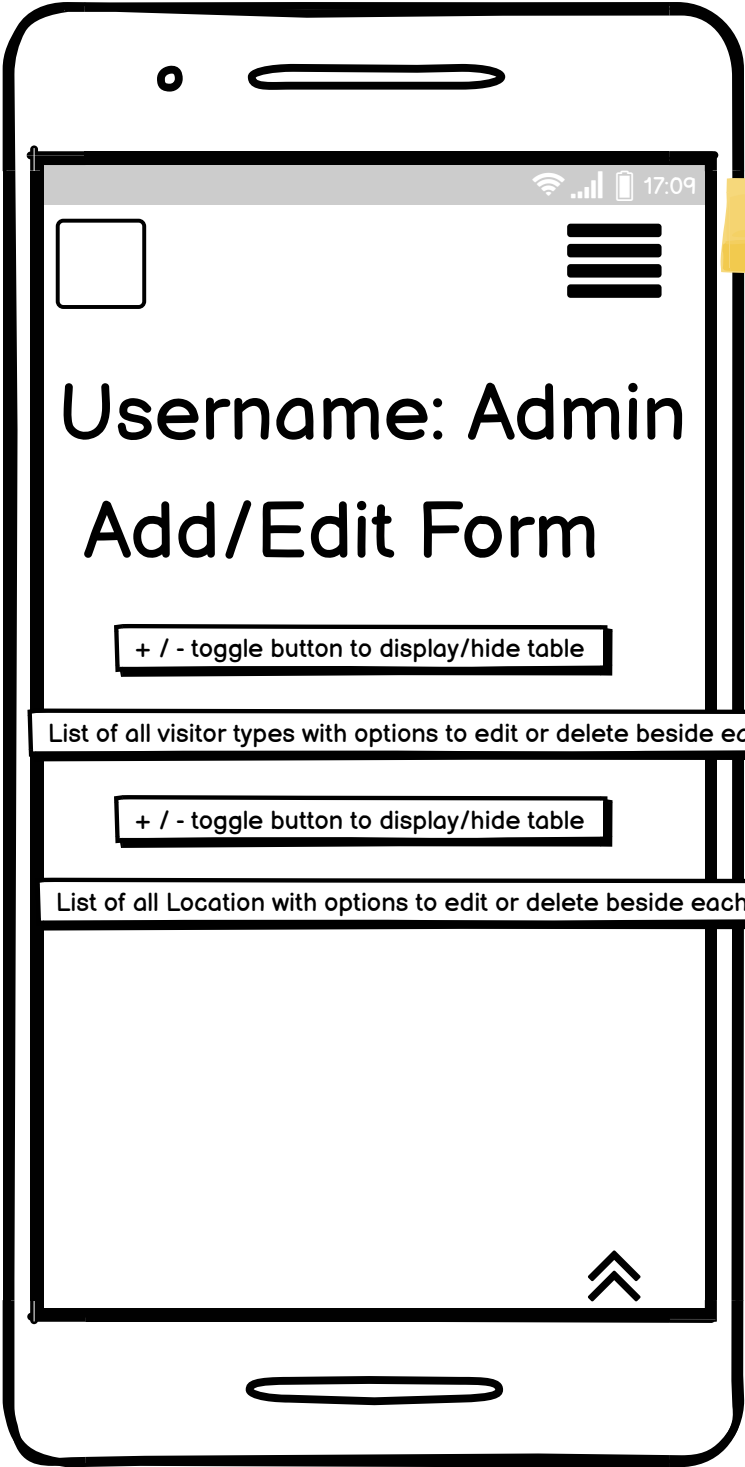 17:09
Username: Admin
Add/Edit Form
+ / - toggle button to display/hide table
List of all visitor types with options to edit or delete beside
+ / - toggle button to display/hide table
List of all Location with options to edit or delete beside each